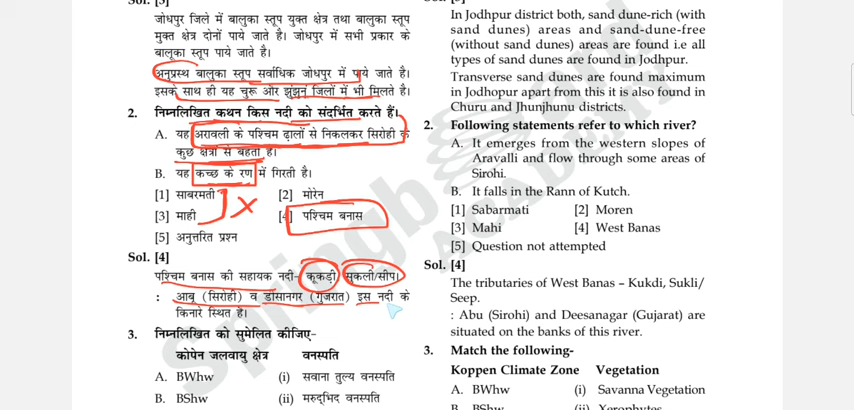 Sol. [3]
जोधपुर जिले में बालुका स्तूप युक्त क्षेत्र तथा बालुका स्तूप
मुक्त क्षेत्र दोनों पाये जाते है। जोधपुर में सभी प्रकार के
बालूका स्तूप पाये जाते है।
अनुप्रस्थ बालुका स्तूप सर्वाधिक जोधपुर में पाये जाते है।
इसके साथ ही यह चुरू और झुंझुनं जिलों में भी मिलते है।
2. निम्नलिखित कथन किस नदी को संदर्भित करते हैं।
A. यह अरावली के पश्चिम ढ़ालों से निकलकर सिरोही के
कुछ क्षेत्रों से बहता है।
B. यह कच्छ के रण में गिरती है।
[1] साबरमती [2] मोरेन
[3] माही [4] पश्चिम बनास
[5] अनुत्तरित प्रश्न
Sol. [4]
पश्चिम बनास की सहायक नदी- कूकड़ी, सुकली/सीप।
: आबू (सिरोही) व डीसानगर (गुजरात) इस नदी के
किनारे स्थित है।
3. निम्नलिखित को सुमेलित कीजिए-
कोपेन जलवायु क्षेत्र वनस्पति
A. BWhw (i) सवाना तुल्य वनस्पति
B. BShw (ii) मरुद्भिद वनस्पति
In Jodhpur district both, sand dune-rich (with
sand dunes) areas and sand-dune-free
(without sand dunes) areas are found i.e all
types of sand dunes are found in Jodhpur.
Transverse sand dunes are found maximum
in Jodhopur apart from this it is also found in
Churu and Jhunjhunu districts.
2. Following statements refer to which river?
A. It emerges from the western slopes of
Aravalli and flow through some areas of
Sirohi.
B. It falls in the Rann of Kutch.
[1] Sabarmati [2] Moren
[3] Mahi [4] West Banas
[5] Question not attempted
Sol. [4]
The tributaries of West Banas – Kukdi, Sukli/
Seep.
: Abu (Sirohi) and Deesanagar (Gujarat) are
situated on the banks of this river.
3. Match the following-
Koppen Climate Zone Vegetation
A. BWhw (i) Savanna Vegetation
B. BShw (ii) Xerophytes